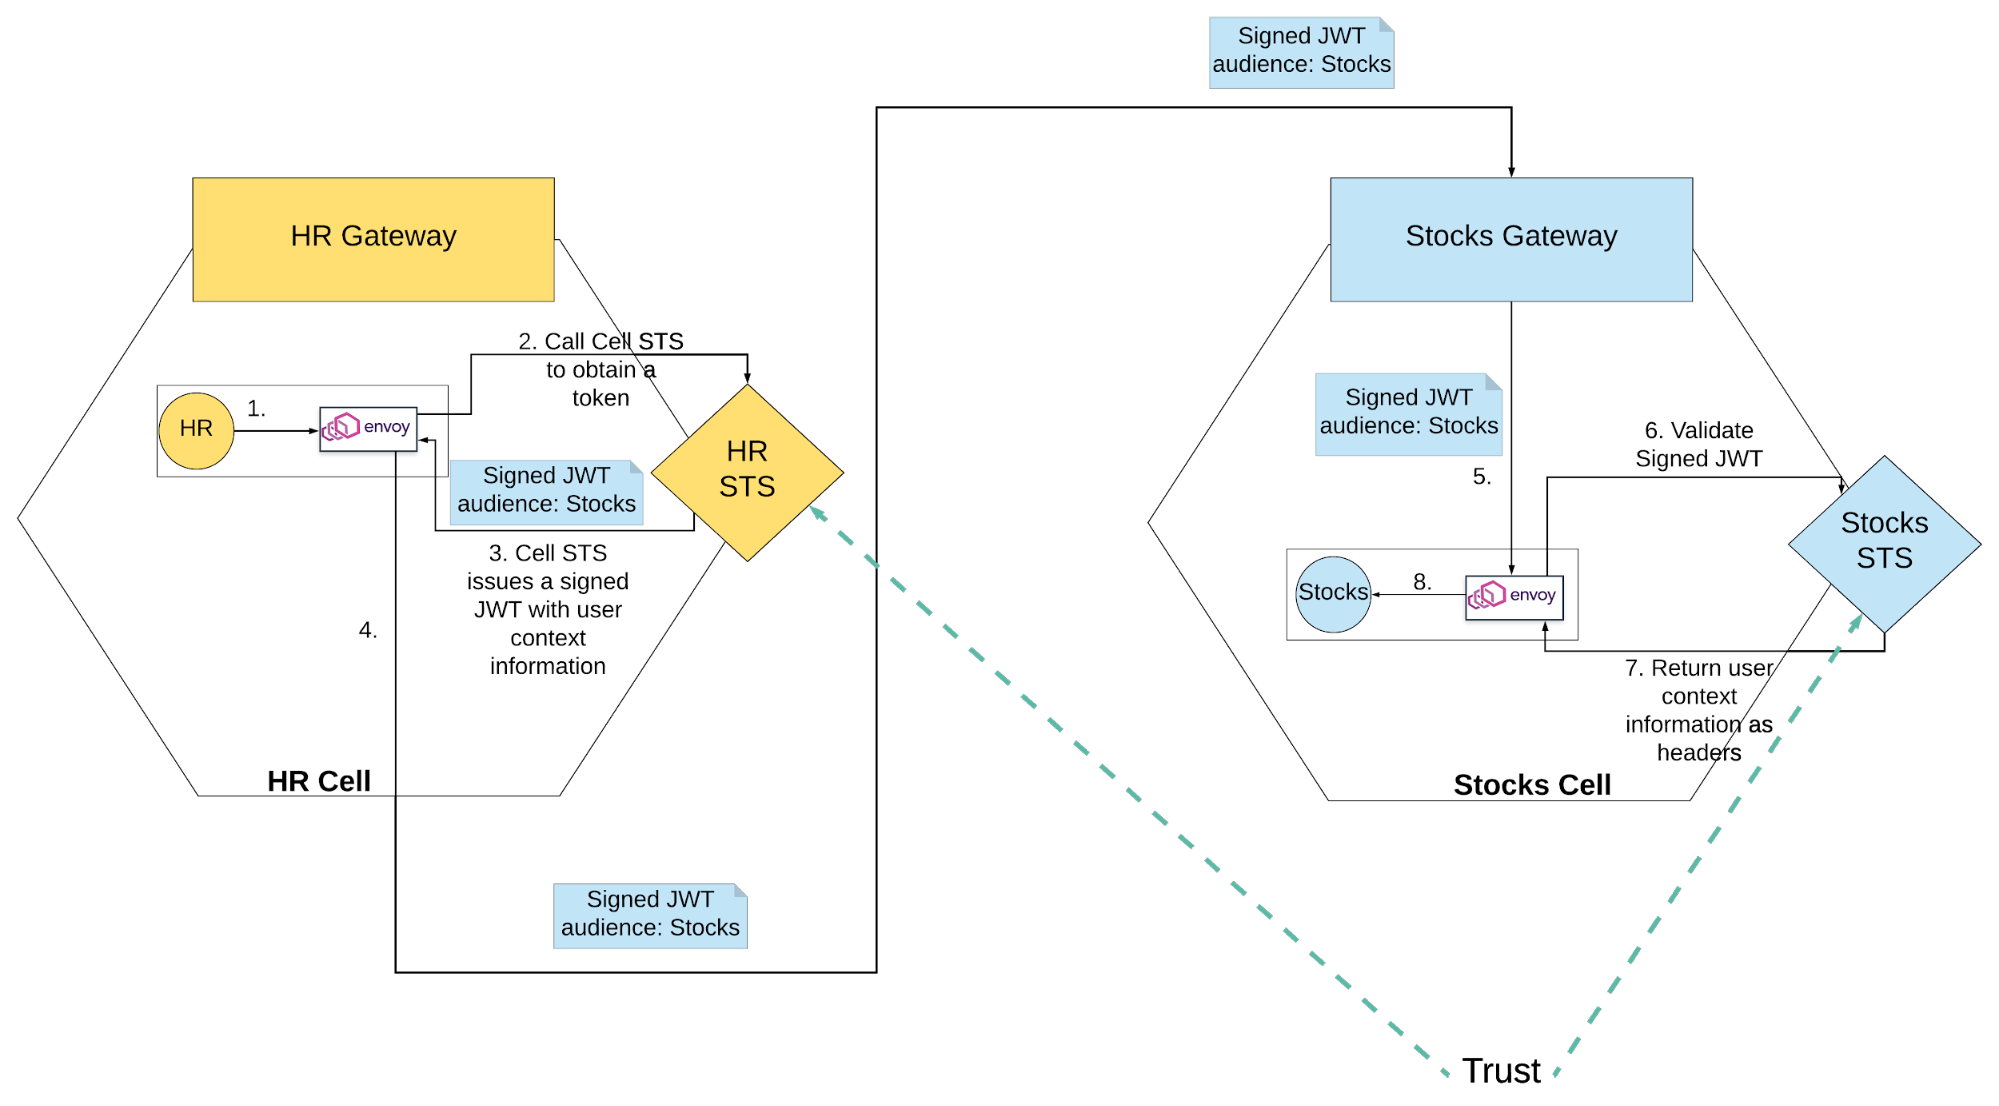 Signed JWT
audience: Stocks
HR Gateway
Stocks Gateway
2. Call Cell STS
to obtain a
token
HR
1.
envoy
HR
STS
Signed JWT
audience: Stocks
3. Cell STS
issues a signed
JWT with user
context
information
4.
HR Cell
Signed JWT
audience: Stocks
Signed JWT
audience: Stocks
5.
6. Validate
Signed JWT
Stocks
STS
Stocks
8.
envoy
7. Return user
context
information as
headers
Stocks Cell
Trust